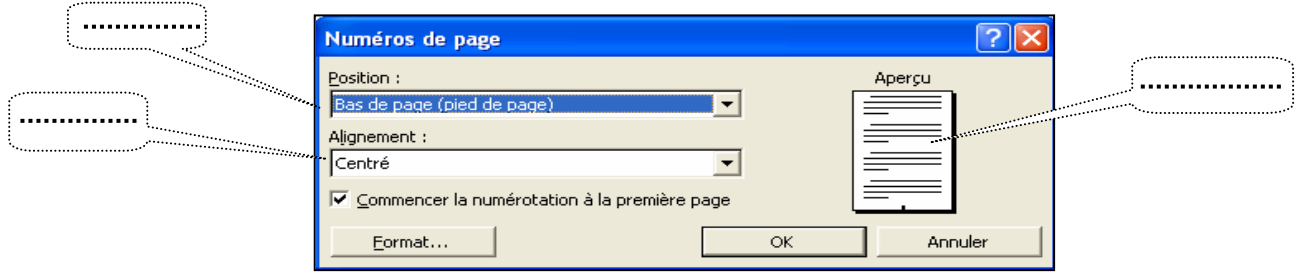 ................
Numéros de page
Position :
Aperçu
Bas de page (pied de page)
...................
................
Alignement :
Centré
Commencer la numérotation à la première page
Format...
OK
Annuler